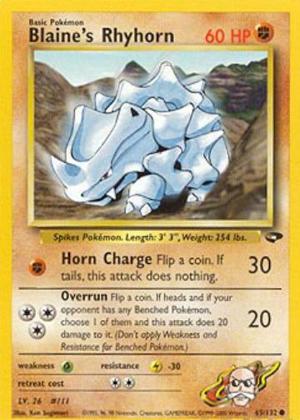 Basic Pokémon
Blaine's Rhyhorn 60 HP
Spikes Pokémon. Length: 3' 3", Weight: 254 lbs.
Horn Charge Flip a coin. If
tails, this attack does nothing.
30
Overrun Flip a coin. If heads and if your
opponent has any Benched Pokémon,
choose 1 of them and this attack does 20
damage to it. (Don't apply Weakness and
Resistance for Benched Pokémon.)
20
weakness
resistance
-30
retreat cost
LV. 26 #111
Illus. Ken Sugimori
65/132